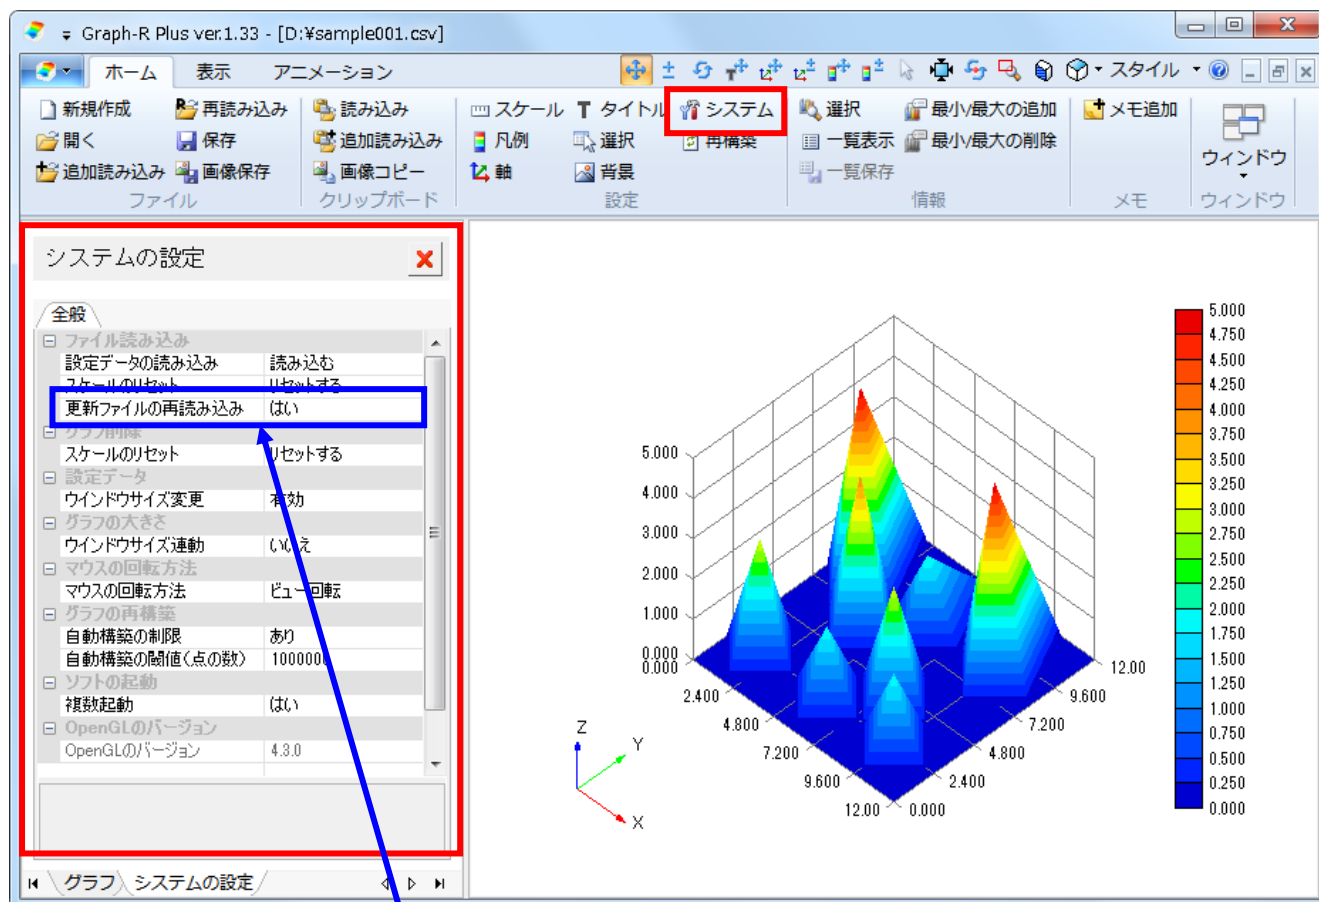 Graph-R Plus ver.1.33 - [D:¥sample001.csv]
ホーム 表示 アニメーション スタイル
新規作成 再読み込み 読み込み スケール タイトル システム 選択 最小/最大の追加 メモ追加
開く 保存 追加読み込み 凡例 選択 再構築 一覧表示 最小/最大の削除 ウィンドウ
追加読み込み 画像保存 画像コピー 軸 背景 一覧保存
ファイル クリップボード 設定 情報 メモ ウィンドウ
システムの設定
全般
ファイル読み込み
設定データの読み込み 読み込む
スケールのリセット リセットする
更新ファイルの再読み込み はい
グラフ削除
スケールのリセット リセットする
設定データ
ウインドウサイズ変更 有効
グラフの大きさ
ウインドウサイズ連動 いいえ
マウスの回転方法
マウスの回転方法 ビュー回転
グラフの再構築
自動構築の制限 あり
自動構築の閾値(点の数) 1000000
ソフトの起動
複数起動 はい
OpenGLのバージョン
OpenGLのバージョン 4.3.0
グラフ システムの設定
5.000
4.000
3.000
2.000
1.000
0.000
0.000
2.400
4.800
7.200
9.600
12.00
0.000
2.400
4.800
7.200
9.600
12.00
Z
Y
X
5.000
4.750
4.500
4.250
4.000
3.750
3.500
3.250
3.000
2.750
2.500
2.250
2.000
1.750
1.500
1.250
1.000
0.750
0.500
0.250
0.000